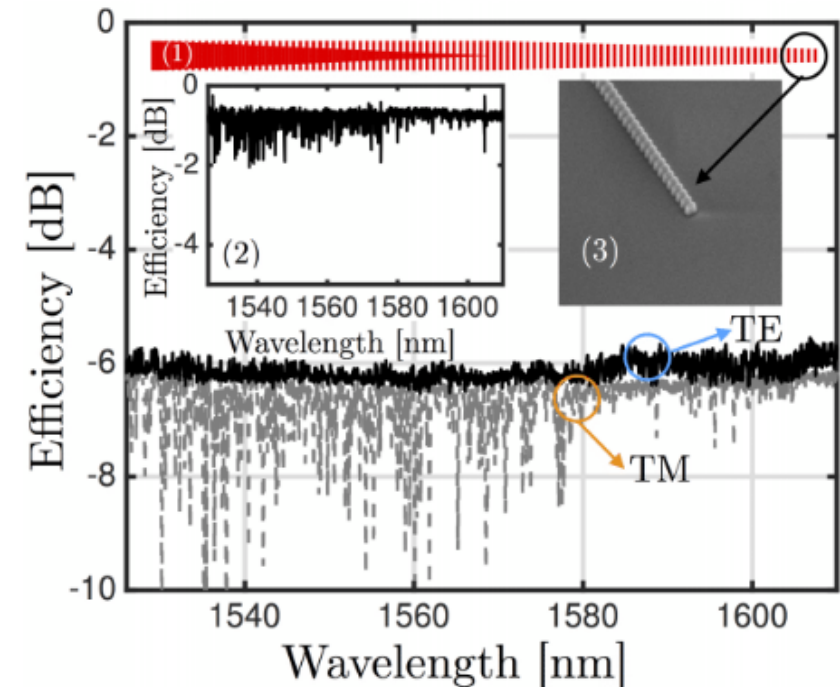 0
-2
-4
-6
-8
-10
Efficiency [dB]
(1)
0
-2
-4
Efficiency [dB]
(2)
1540 1560 1580 1600
Wavelength [nm]
(3)
TE
TM
1540 1560 1580 1600
Wavelength [nm]